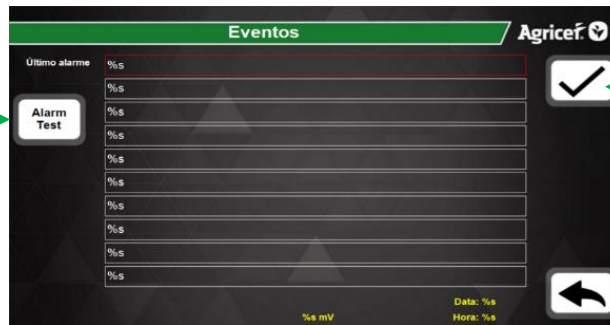 Eventos
Agricef
Último alarme
%s
%s
Alarm
Test
%s
%s
%s
%s
%s
%s
%s
%s
Data: %s
%s mV
Hora: %s